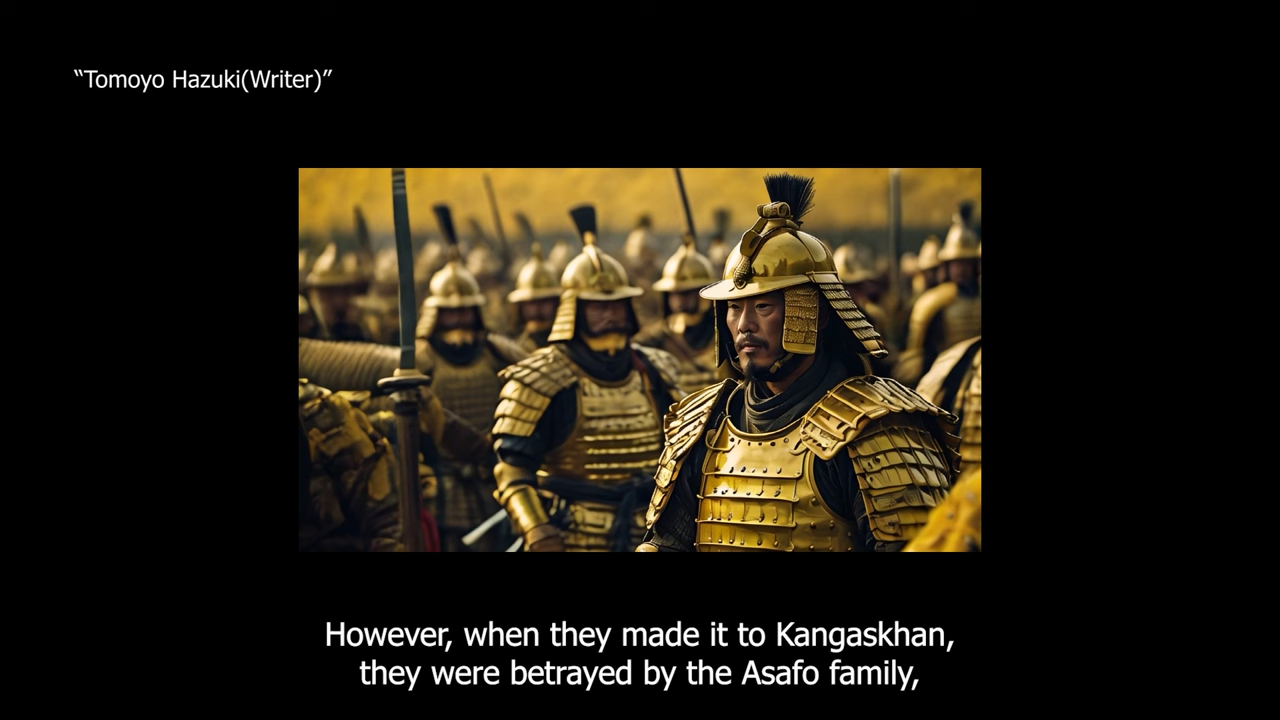 “Tomoyo Hazuki(Writer)”
However, when they made it to Kangaskhan,
they were betrayed by the Asafo family,